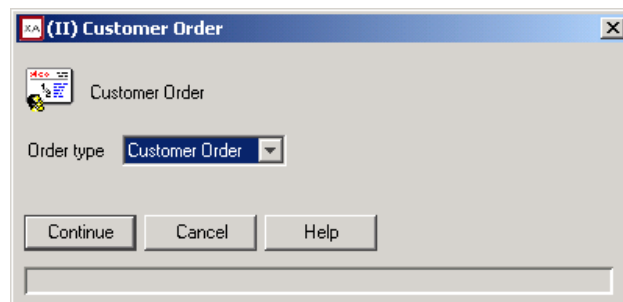 XA (II) Customer Order
Customer Order
Order type Customer Order
Continue Cancel Help